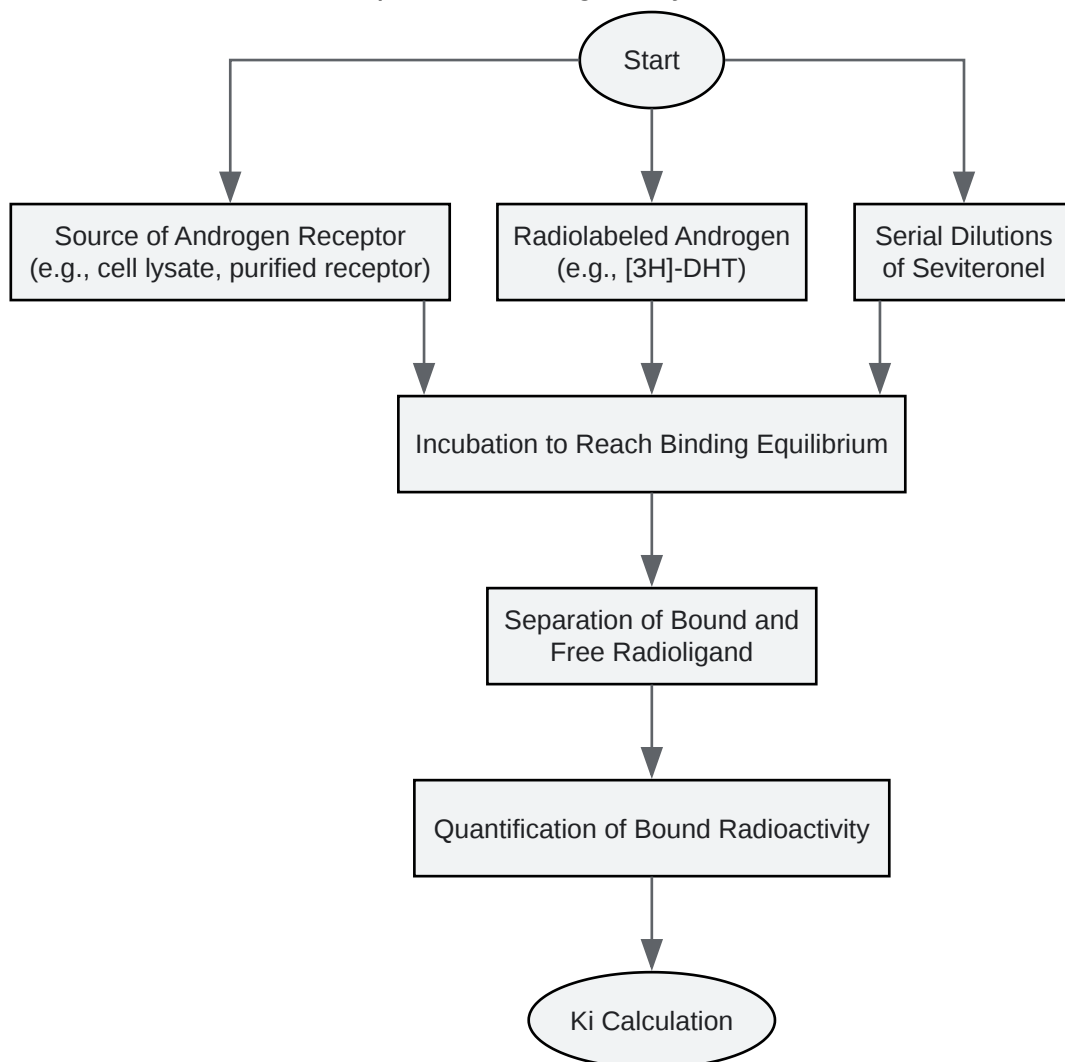 Start
Source of Androgen Receptor
(e.g., cell lysate, purified receptor)
Radiolabeled Androgen
(e.g., [3H]-DHT)
Serial Dilutions
of Seviteronel
Incubation to Reach Binding Equilibrium
Separation of Bound and
Free Radioligand
Quantification of Bound Radioactivity
Ki Calculation